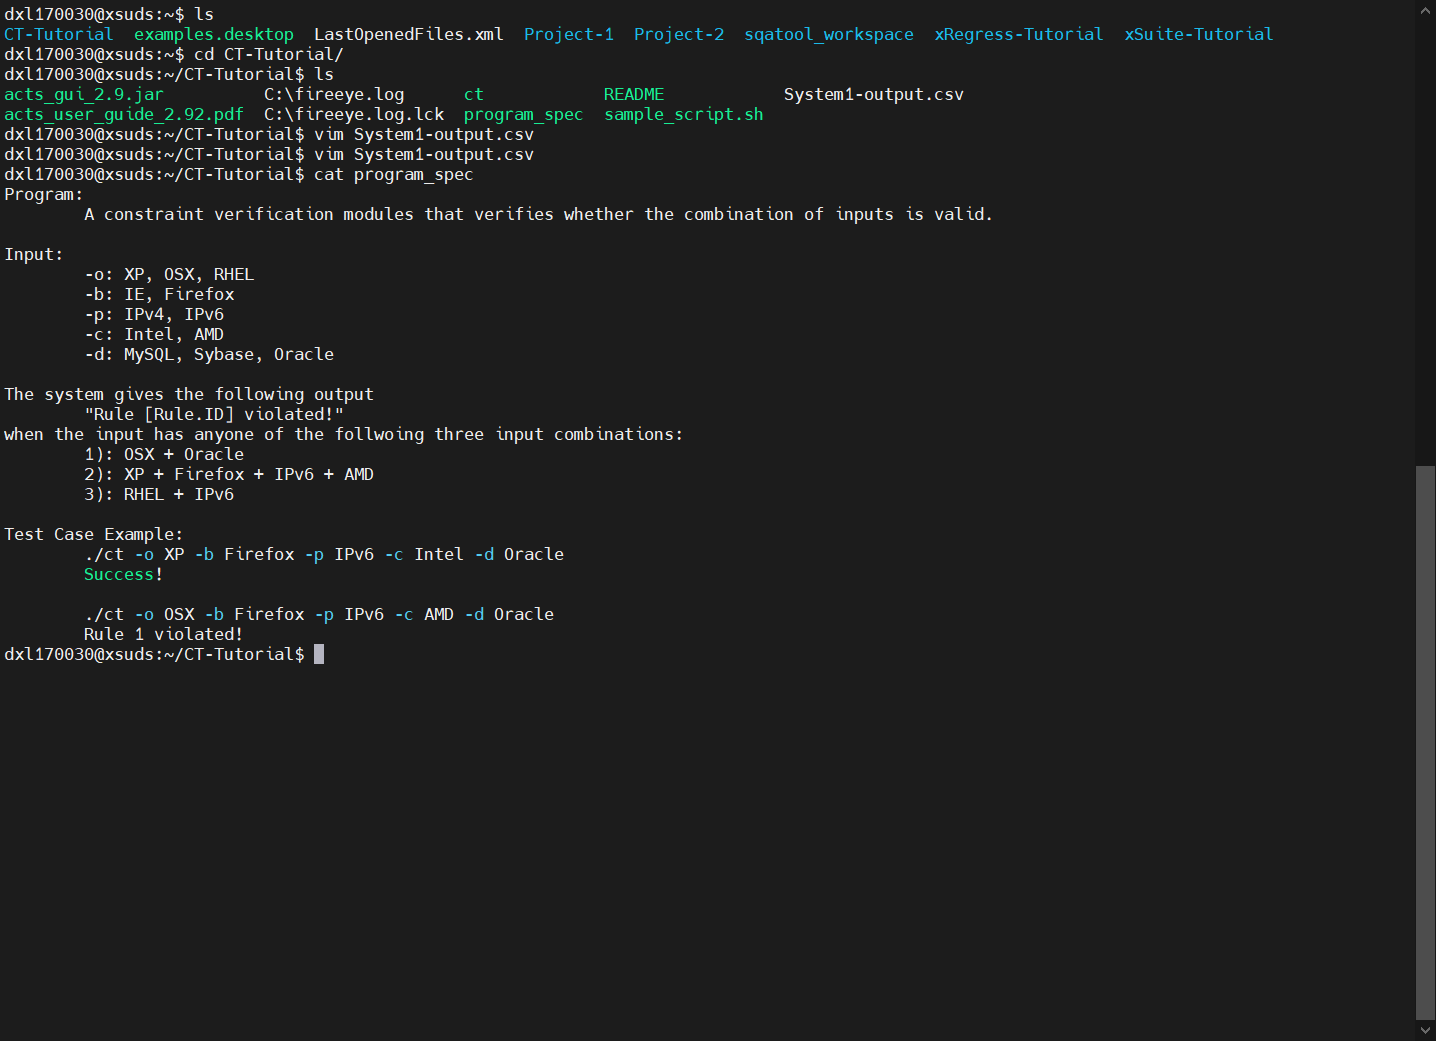 dxl170030@xsuds:~$ ls
CT-Tutorial  examples.desktop  LastOpenedFiles.xml  Project-1  Project-2  sqatool_workspace  xRegress-Tutorial  xSuite-Tutorial
dxl170030@xsuds:~$ cd CT-Tutorial/
dxl170030@xsuds:~/CT-Tutorial$ ls
acts_gui_2.9.jar          C:\fireeye.log      ct            README            System1-output.csv
acts_user_guide_2.92.pdf  C:\fireeye.log.lck  program_spec  sample_script.sh
dxl170030@xsuds:~/CT-Tutorial$ vim System1-output.csv
dxl170030@xsuds:~/CT-Tutorial$ vim System1-output.csv
dxl170030@xsuds:~/CT-Tutorial$ cat program_spec
Program:
        A constraint verification modules that verifies whether the combination of inputs is valid.

Input:
        -o: XP, OSX, RHEL
        -b: IE, Firefox
        -p: IPv4, IPv6
        -c: Intel, AMD
        -d: MySQL, Sybase, Oracle

The system gives the following output
        "Rule [Rule.ID] violated!"
when the input has anyone of the follwoing three input combinations:
        1): OSX + Oracle
        2): XP + Firefox + IPv6 + AMD
        3): RHEL + IPv6

Test Case Example:
        ./ct -o XP -b Firefox -p IPv6 -c Intel -d Oracle
        Success!

        ./ct -o OSX -b Firefox -p IPv6 -c AMD -d Oracle
        Rule 1 violated!
dxl170030@xsuds:~/CT-Tutorial$